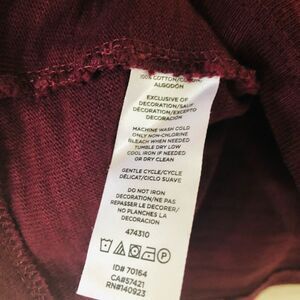 100% COTTON/COTON/
ALGODÓN
EXCLUSIVE OF
DECORATION/SAUF
DÉCORATION/EXCEPTO
DECORACIÓN
MACHINE WASH COLD
ONLY NON-CHLORINE
BLEACH WHEN NEEDED
TUMBLE DRY LOW
COOL IRON IF NEEDED
OR DRY CLEAN
GENTLE CYCLE/CYCLE
DÉLICAT/CICLO SUAVE
DO NOT IRON
DECORATION/NE PAS
REPASSER LE DECORER/
NO PLANCHES LA
DECORACIÓN
474310
ID# 70164
CA#57421
RN#140923